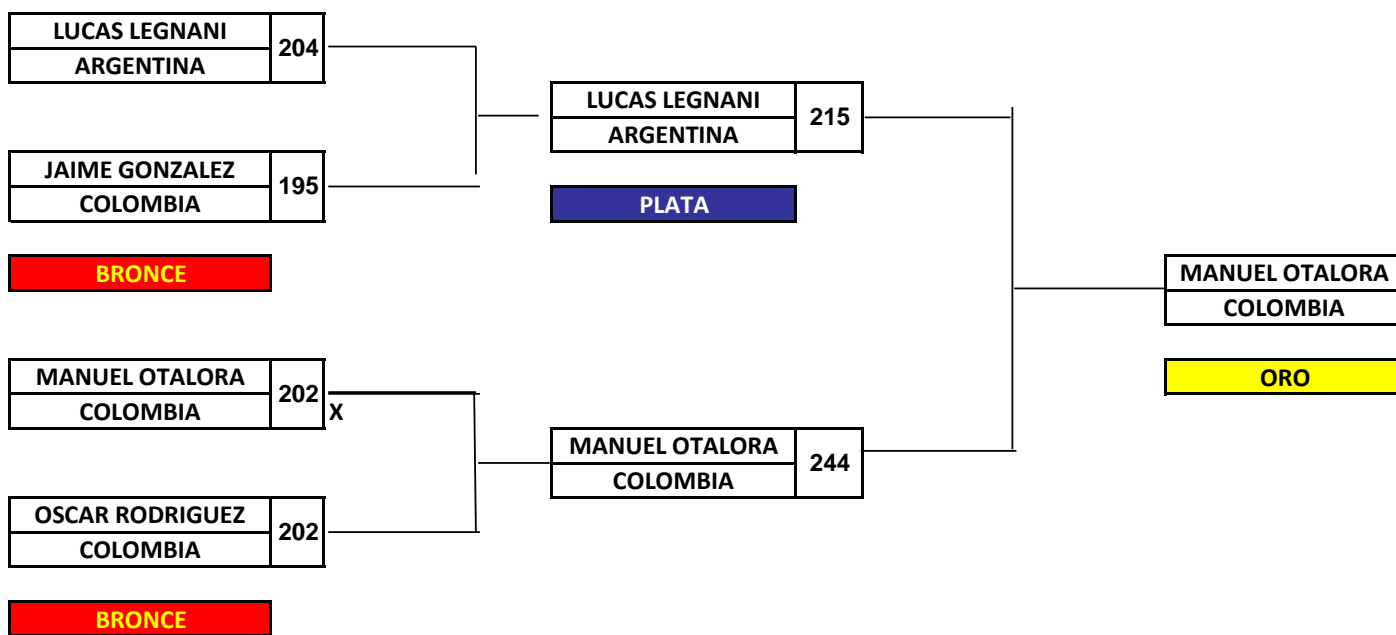 LUCAS LEGNANI 204
ARGENTINA
JAIME GONZALEZ 195
COLOMBIA
BRONCE
MANUEL OTALORA 202
COLOMBIA X
OSCAR RODRIGUEZ 202
COLOMBIA
BRONCE
LUCAS LEGNANI 215
ARGENTINA
PLATA
MANUEL OTALORA 244
COLOMBIA
MANUEL OTALORA
COLOMBIA
ORO